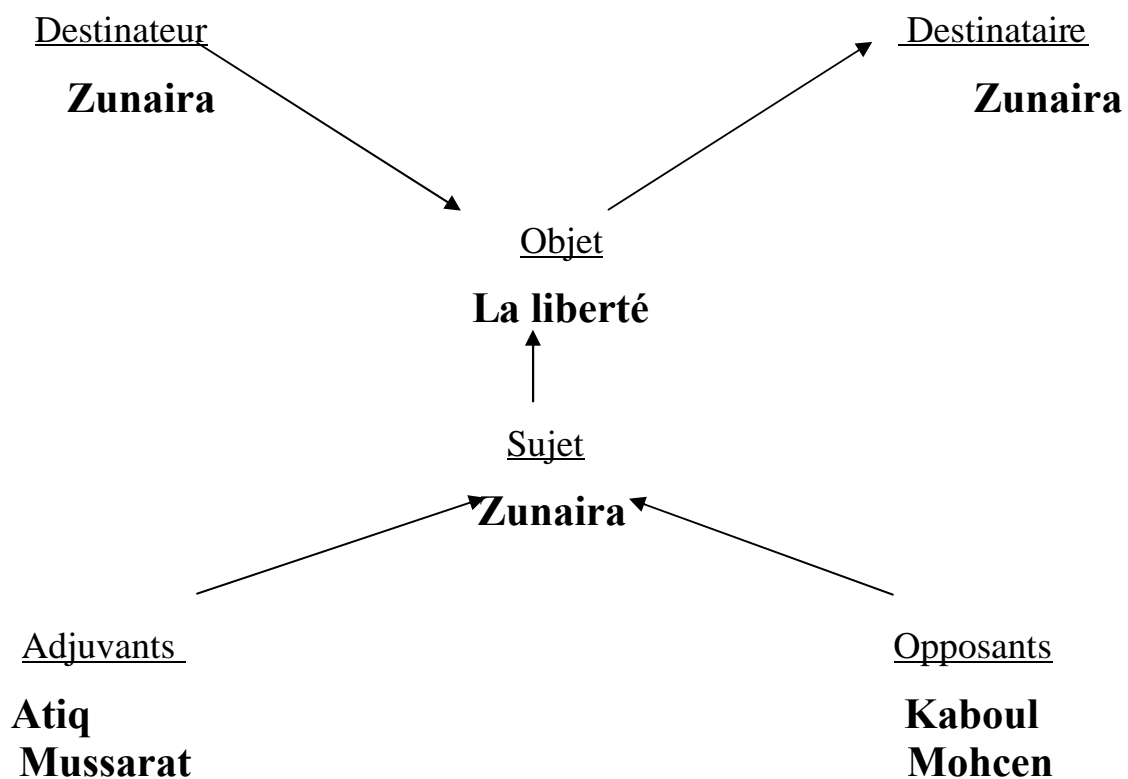 Destinateur
Destinataire
Zunaira
Zunaira
Objet
La liberté
Sujet
Zunaira
Adjuvants
Opposants
Atiq
Kaboul
Mussarat
Mohcen